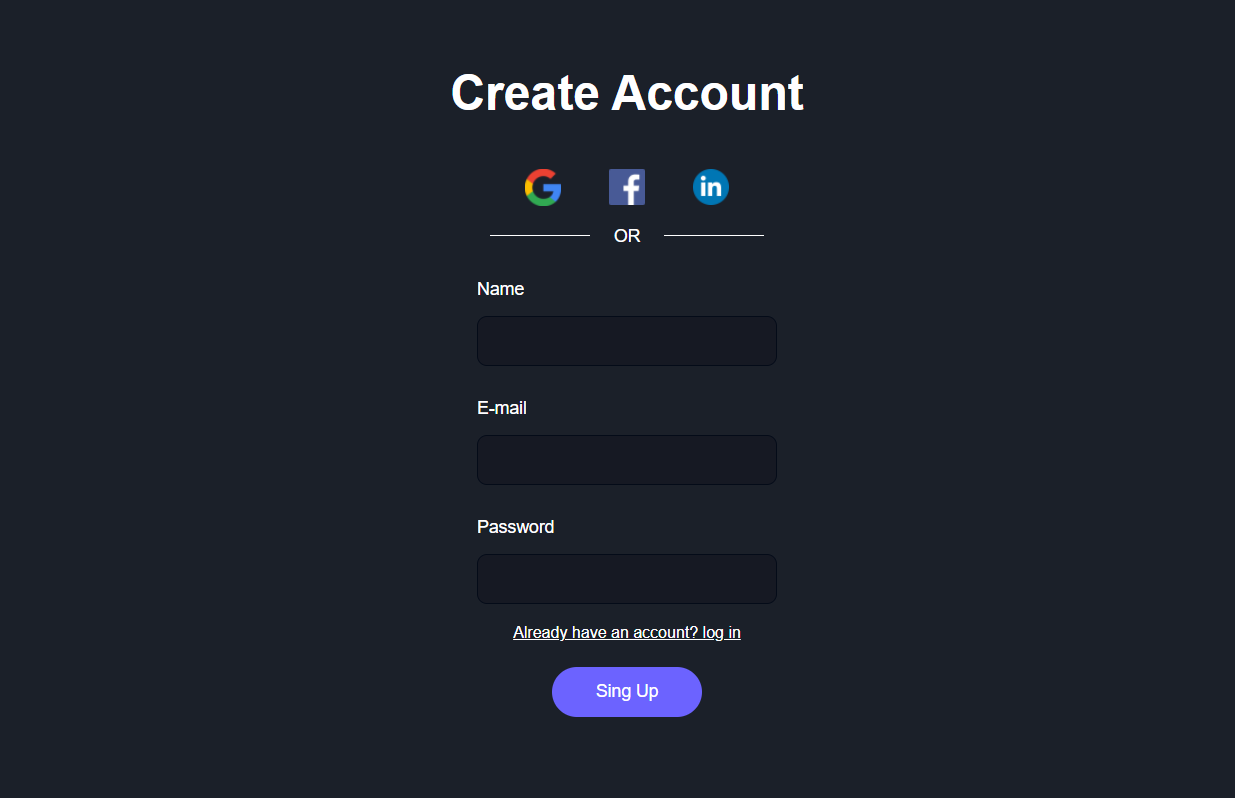 Create Account
G f in
OR
Name
E-mail
Password
Already have an account? log in
Sing Up